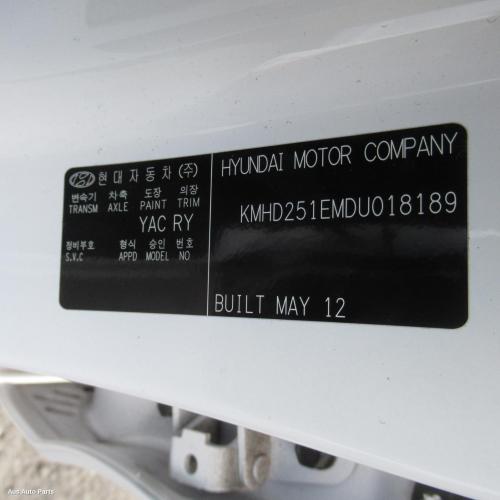 현대자동차(주)
변속기 차축 도장 의장
TRANSM AXLE PAINT TRIM
YAC RY
정비부호 형식 승인 번호
S.V.C APPD MODEL NO
HYUNDAI MOTOR COMPANY
KMHD251EMDU018189
BUILT MAY 12
Aus Auto Parts